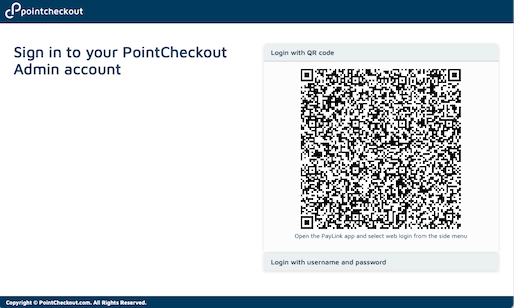 pointcheckout
Sign in to your PointCheckout
Admin account
Login with QR code
Open the PayLink app and select web login from the side menu
Login with username and password
Copyright © PointCheckout.com. All Rights Reserved.